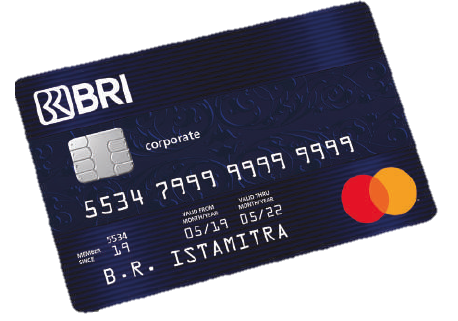 BRI
corporate
5534 7999 9999 9999
5534
VALID FROM MONTH/YEAR
VALID THRU MONTH/YEAR
MEMBER SINCE 19
05/19 05/22
B.R. ISTAMITRA